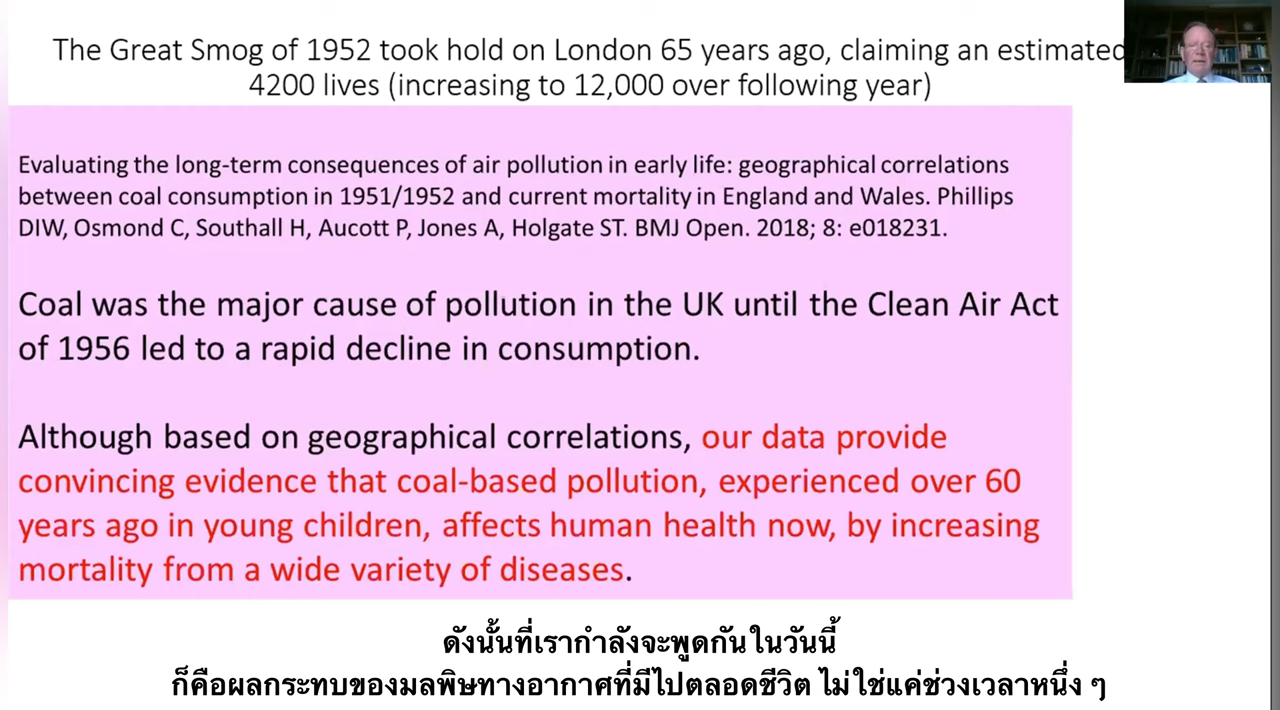 The Great Smog of 1952 took hold on London 65 years ago, claiming an estimated
4200 lives (increasing to 12,000 over following year)
Evaluating the long-term consequences of air pollution in early life: geographical correlations
between coal consumption in 1951/1952 and current mortality in England and Wales. Phillips
DIW, Osmond C, Southall H, Aucott P, Jones A, Holgate ST. BMJ Open. 2018; 8: e018231.
Coal was the major cause of pollution in the UK until the Clean Air Act
of 1956 led to a rapid decline in consumption.
Although based on geographical correlations, our data provide
convincing evidence that coal-based pollution, experienced over 60
years ago in young children, affects human health now, by increasing
mortality from a wide variety of diseases.
ดังนั้นที่เรากำลังจะพูดกันในวันนี้
ก็คือผลกระทบของมลพิษทางอากาศที่มีไปตลอดชีวิต ไม่ใช่แค่ช่วงเวลาหนึ่ง ๆ